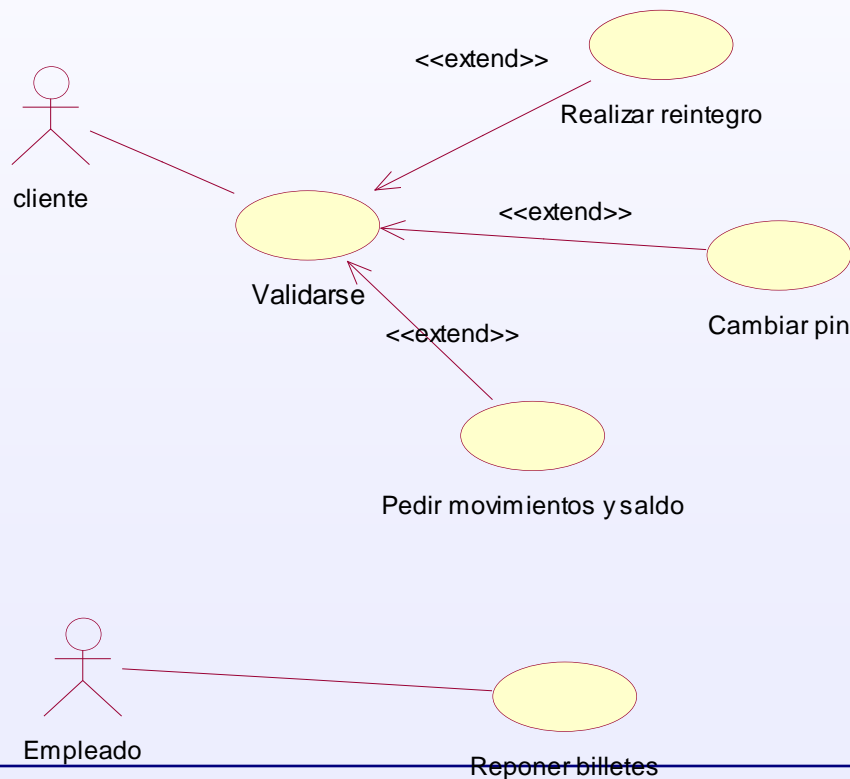 <<extend>>
Realizar reintegro
cliente
<<extend>>
Validarse
Cambiar pin
<<extend>>
Pedir movimientos y saldo
Empleado
Reponer billetes